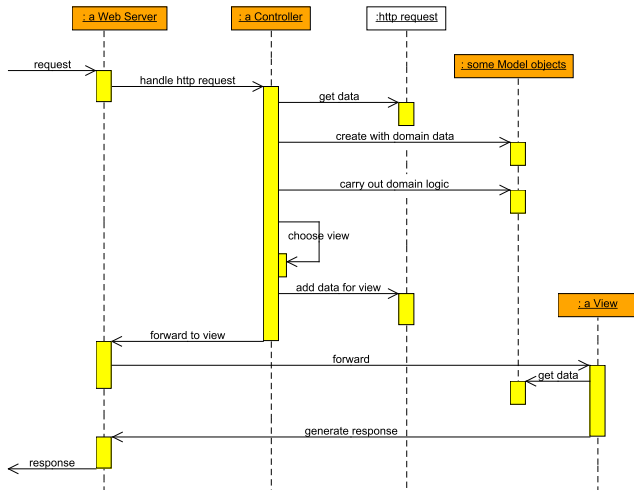 : a Web Server
: a Controller
:http request
: some Model objects
request
handle http request
get data
create with domain data
carry out domain logic
choose view
add data for view
: a View
forward to view
forward
get data
generate response
response